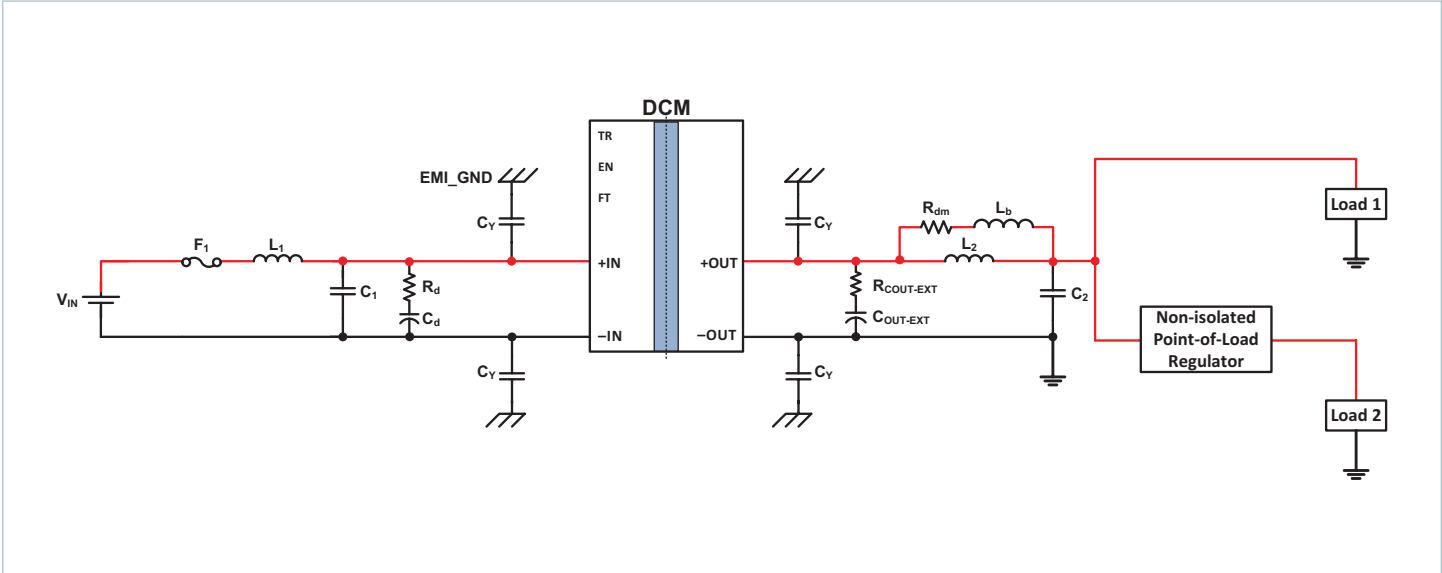 DCM
TR
EN
FT
EMI_GND
CY
CY
F1
L1
+IN
+OUT
Rdm
Lb
L2
Load 1
VIN
C1
Rd
Cd
RCOUT-EXT
COUT-EXT
C2
–IN
–OUT
CY
CY
Non-isolated
Point-of-Load
Regulator
Load 2